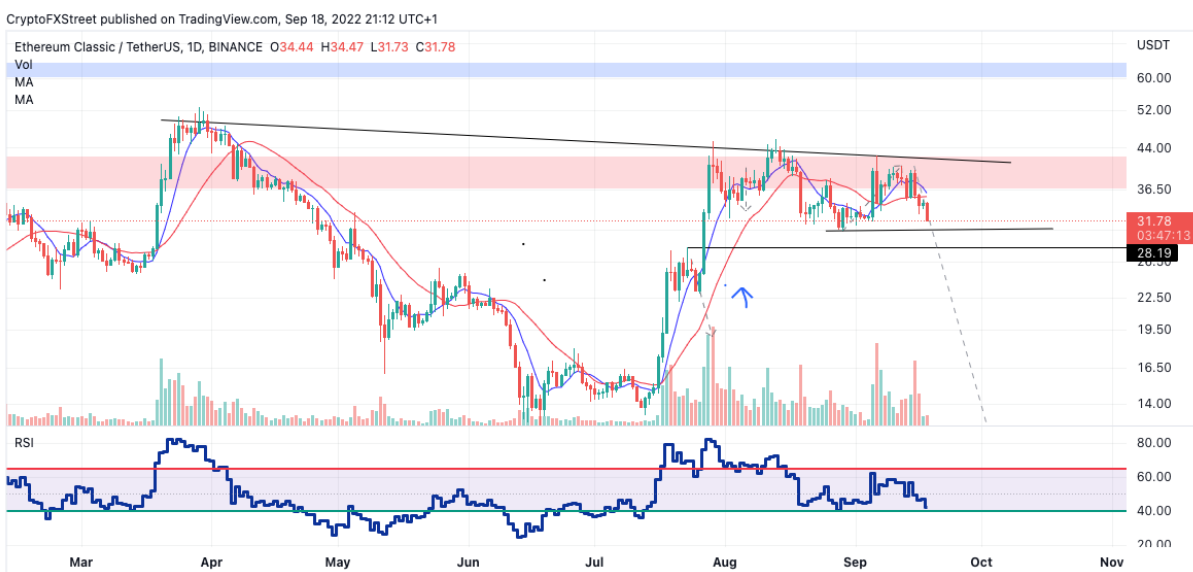 CryptoFXStreet published on TradingView.com, Sep 18, 2022 21:12 UTC+1
Ethereum Classic / TetherUS, 1D, BINANCE O34.44 H34.47 L31.73 C31.78
Vol
MA
MA
USDT
60.00
52.00
44.00
36.50
31.78
03:47:13
28.19
22.50
19.50
16.50
14.00
RSI
80.00
60.00
40.00
20.00
Mar Apr May Jun Jul Aug Sep Oct Nov